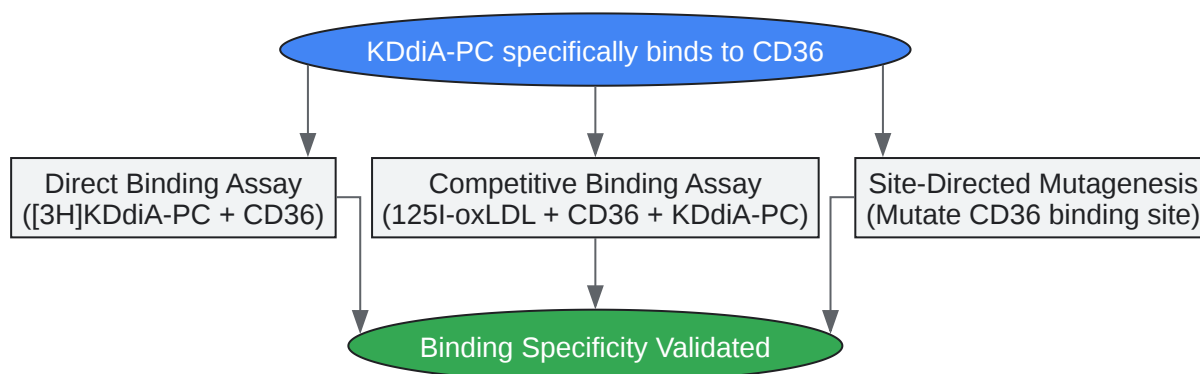 KDdiA-PC specifically binds to CD36
Direct Binding Assay
([3H]KDdiA-PC + CD36)
Competitive Binding Assay
(125I-oxLDL + CD36 + KDdiA-PC)
Site-Directed Mutagenesis
(Mutate CD36 binding site)
Binding Specificity Validated